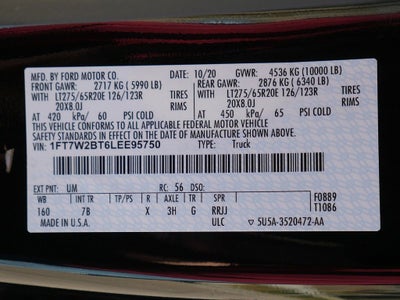 MFD. BY FORD MOTOR CO. DATE: 10/20 GVWR: 4536 KG (10000 LB)
FRONT GAWR: 2717 KG (5990 LB) REAR GAWR: 2876 KG (6340 LB)
WITH LT275/65R20E 126/123R TIRES WITH LT275/65R20E 126/123R TIRES
20X8.0J RIMS 20X8.0J RIMS
AT 420 kPa/ 60 PSI COLD AT 450 kPa/ 65 PSI COLD
THIS VEHICLE CONFORMS TO ALL APPLICABLE FEDERAL MOTOR VEHICLE SAFETY STANDARDS IN EFFECT ON THE DATE OF MANUFACTURE SHOWN ABOVE.
VIN: 1FT7W2BT6LEE95750 TYPE: Truck
EXT PNT: UM RC: 56 DSO: F0889
WB INT TR TP/PS R AXLE TR SPR T1086
160 7B X 3H G RRJJ
MADE IN U.S.A. ULC 5U5A-3520472-AA